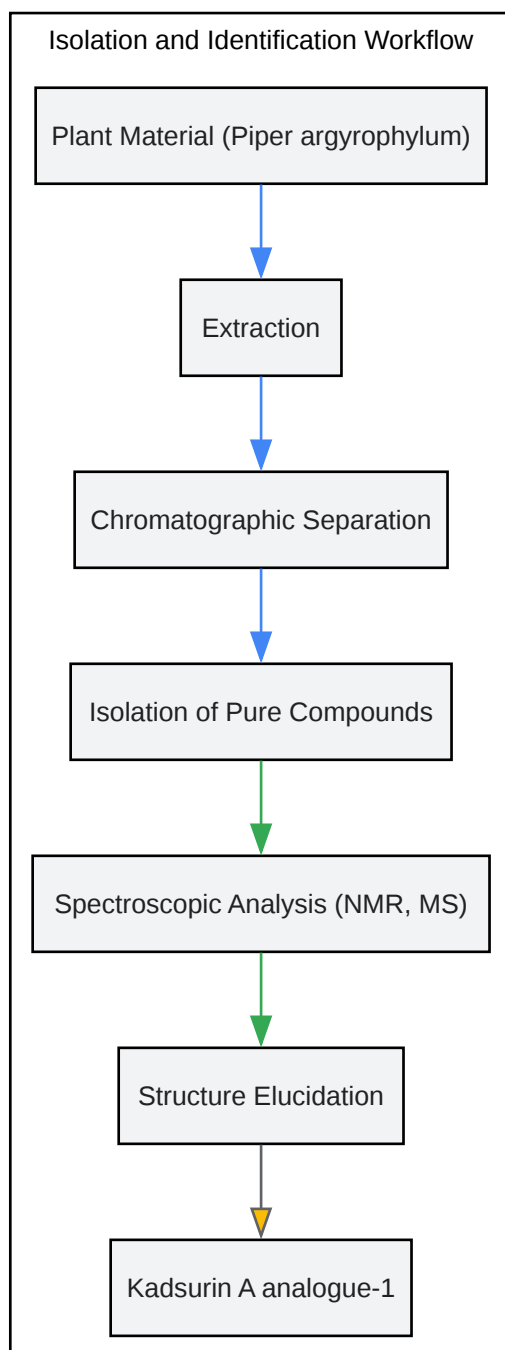 Isolation and Identification Workflow
Plant Material (Piper argyrophylum)
Extraction
Chromatographic Separation
Isolation of Pure Compounds
Spectroscopic Analysis (NMR, MS)
Structure Elucidation
Kadsurin A analogue-1